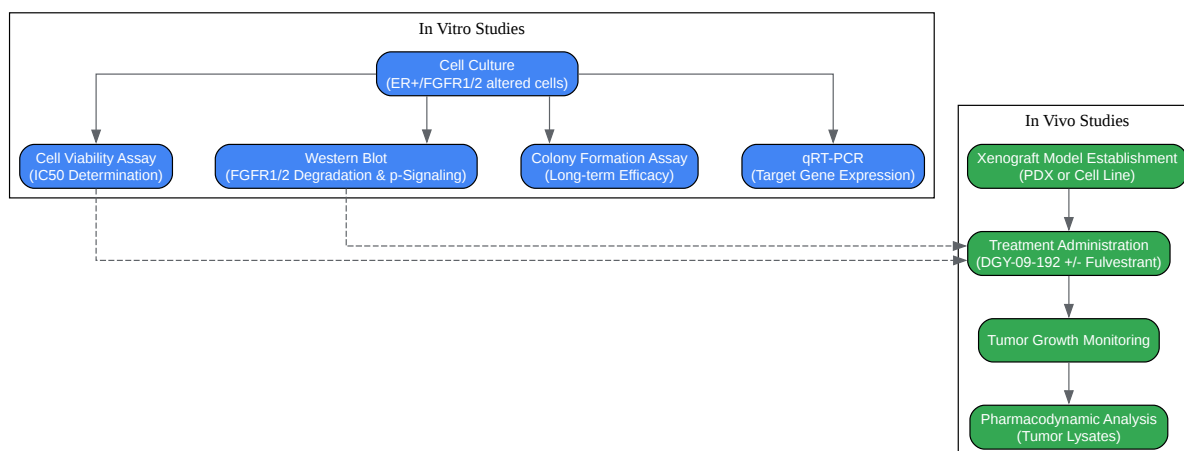 In Vitro Studies
Cell Culture
(ER+/FGFR1/2 altered cells)
Cell Viability Assay
(IC50 Determination)
Western Blot
(FGFR1/2 Degradation & p-Signaling)
Colony Formation Assay
(Long-term Efficacy)
qRT-PCR
(Target Gene Expression)
In Vivo Studies
Xenograft Model Establishment
(PDX or Cell Line)
Treatment Administration
(DGY-09-192 +/- Fulvestrant)
Tumor Growth Monitoring
Pharmacodynamic Analysis
(Tumor Lysates)